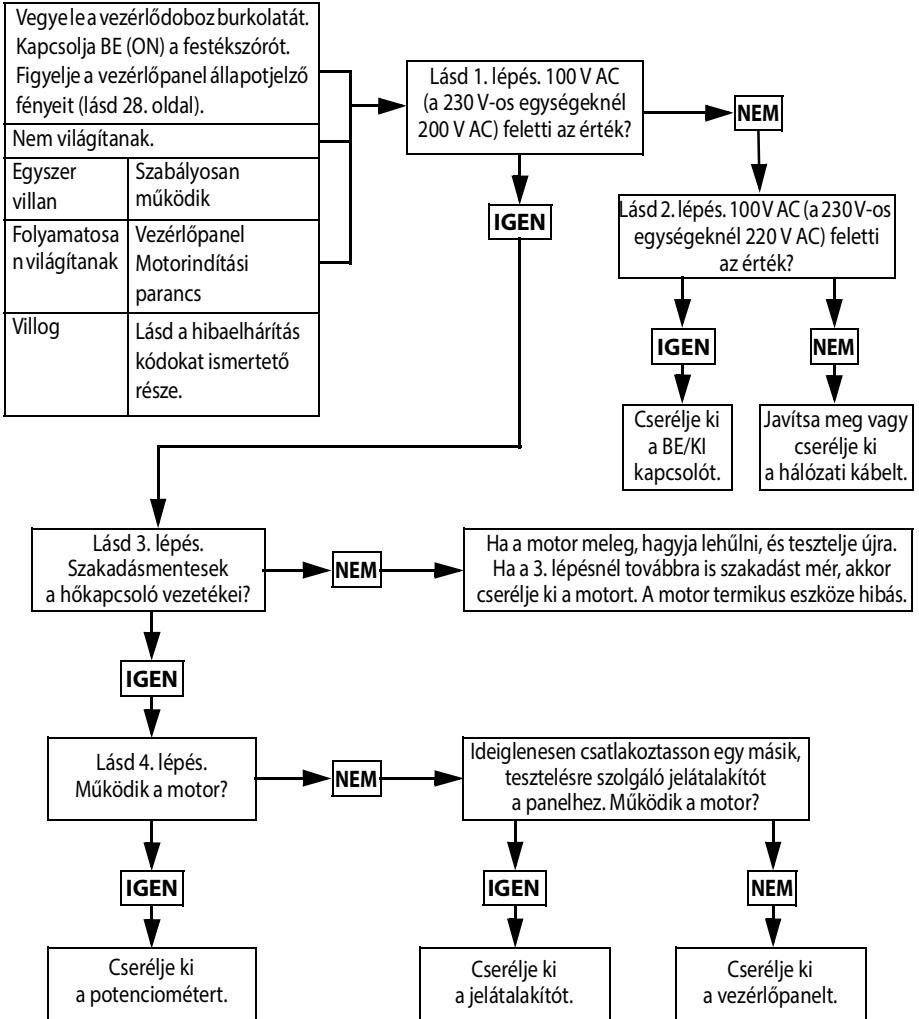 Vegye le a vezérlődoboz burkolatát.
Kapcsolja BE (ON) a festékszórót.
Figyelje a vezérlőpanel állapotjelző
fényeit (lásd 28. oldal).
Nem világítanak.
Egyszer
villan
Szabályosan
működik
Folyamatosa
n világítanak
Vezérlőpanel
Motorindítási
parancs
Villog
Lásd a hibaelhárítás
kódokat ismertető
része.
Lásd 1. lépés. 100 V AC
(a 230 V-os egységeknél
200 V AC) feletti az érték?
NEM
IGEN
Lásd 2. lépés. 100 V AC (a 230 V-os
egységeknél 220 V AC) feletti
az érték?
IGEN
NEM
Cserélje ki
a BE/KI
kapcsolót.
Javítsa meg vagy
cserélje ki
a hálózati kábelt.
Lásd 3. lépés.
Szakadásmentesek
a hőkapcsoló vezetékei?
NEM
Ha a motor meleg, hagyja lehűlni, és tesztelje újra.
Ha a 3. lépésnél továbbra is szakadást mér, akkor
cserélje ki a motort. A motor termikus eszköze hibás.
IGEN
Lásd 4. lépés.
Működik a motor?
NEM
Ideiglenesen csatlakoztasson egy másik,
tesztelésre szolgáló jelátalakítót
a panelhez. Működik a motor?
IGEN
IGEN
NEM
Cserélje ki
a potenciométert.
Cserélje ki
a jelátalakítót.
Cserélje ki
a vezérlőpanelt.